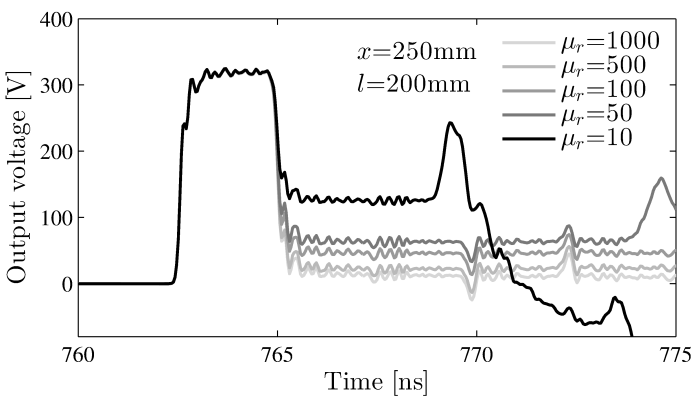 400
300
200
100
0
760
765
770
775
Output voltage [V]
Time [ns]
x=250mm
l=200mm
μr=1000
μr=500
μr=100
μr=50
μr=10